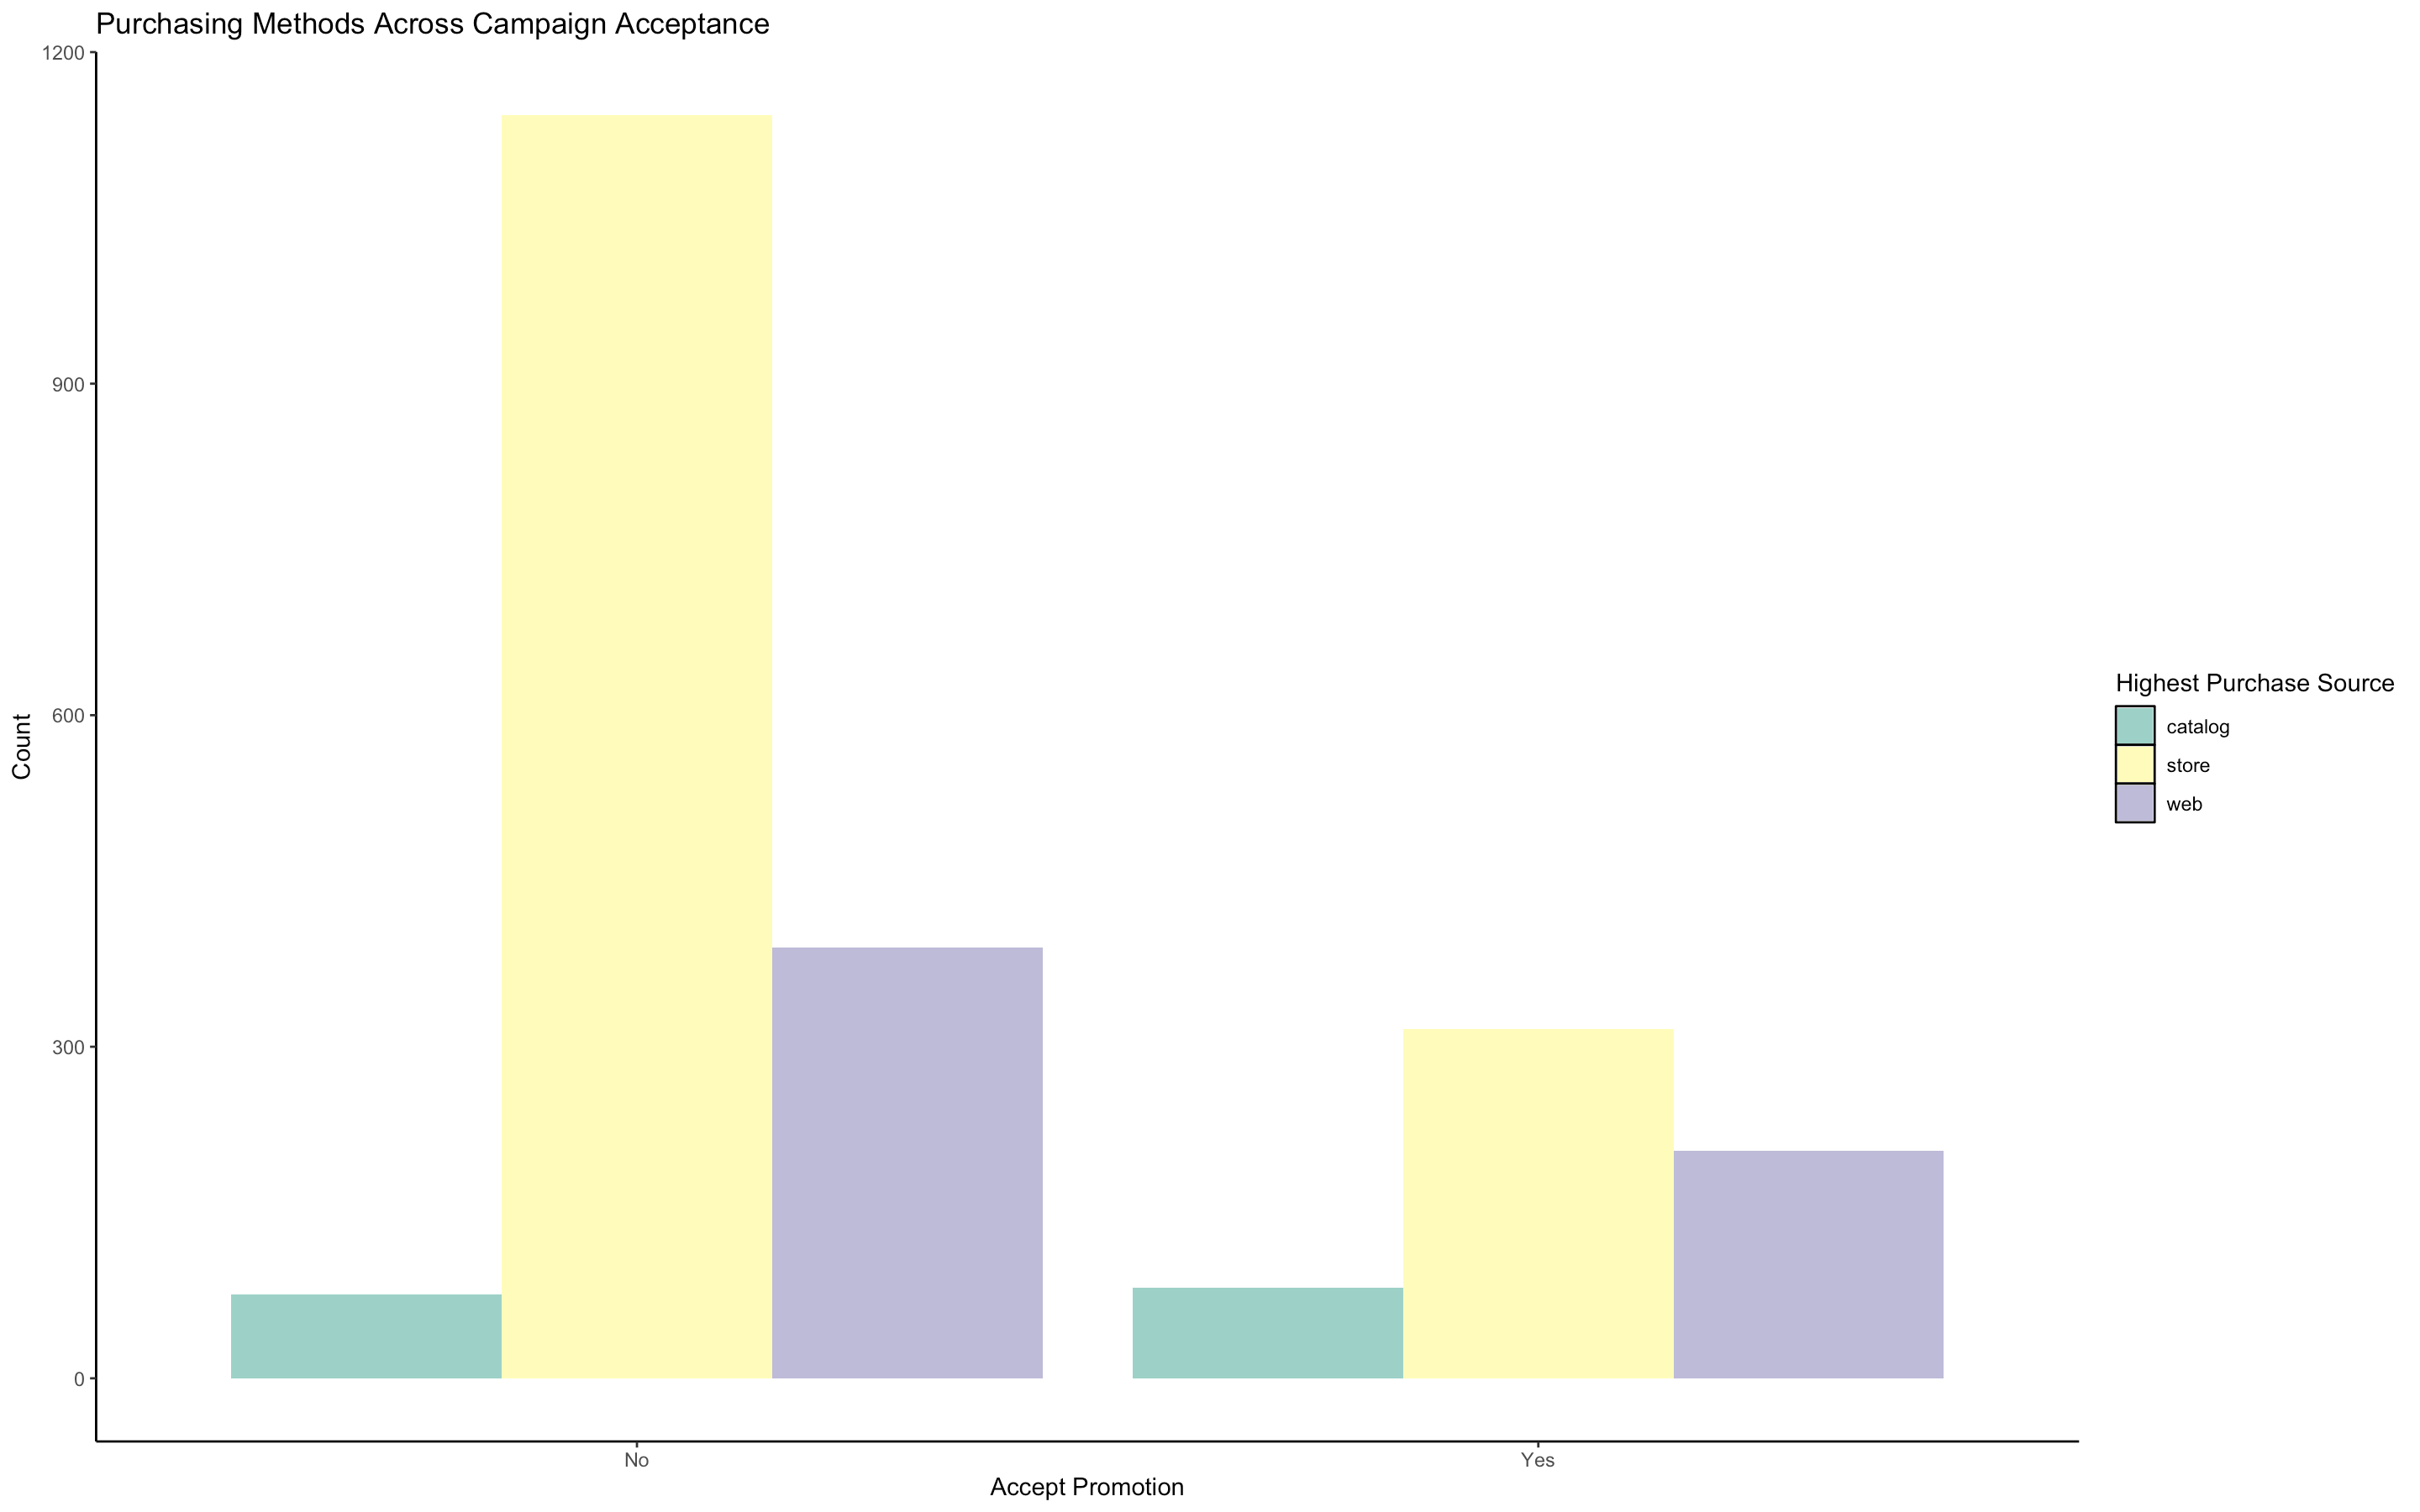 Purchasing Methods Across Campaign Acceptance
1200
900
600
300
0
Count
No
Yes
Accept Promotion
Highest Purchase Source
catalog
store
web